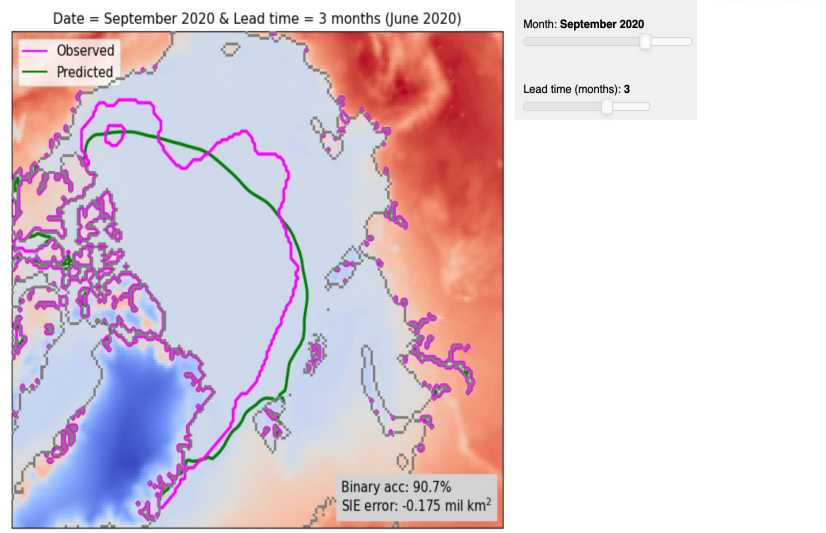 Date = September 2020 & Lead time = 3 months (June 2020)
Observed
Predicted
Binary acc: 90.7%
SIE error: -0.175 mil km²
Month: September 2020
Lead time (months): 3